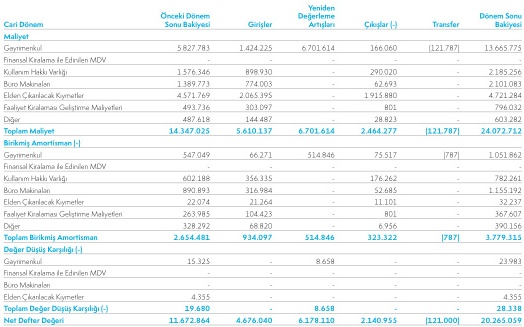 Cari Dönem Önceki Dönem Sonu Bakiyesi Girişler Yeniden Değerleme Artışları Çıkışlar (-) Transfer Dönem Sonu Bakiyesi
Maliyet
Gayrimenkul 5.827.783 1.424.225 6.701.614 166.060 (121.787) 13.665.775
Finansal Kiralama ile Edinilen MDV - - - - - -
Kullanım Hakkı Varlığı 1.576.346 898.930 - 290.020 - 2.185.256
Büro Makinaları 1.389.773 774.003 - 62.693 - 2.101.083
Elden Çıkarılacak Kıymetler 4.571.769 2.065.395 - 1.915.880 - 4.721.284
Faaliyet Kiralaması Geliştirme Maliyetleri 493.736 303.097 - 801 - 796.032
Diğer 487.618 144.487 - 28.823 - 603.282
Toplam Maliyet 14.347.025 5.610.137 6.701.614 2.464.277 (121.787) 24.072.712
Birikmiş Amortisman (-)
Gayrimenkul 547.049 66.271 514.846 75.517 (787) 1.051.862
Finansal Kiralama ile Edinilen MDV - - - - - -
Kullanım Hakkı Varlığı 602.188 356.335 - 176.262 - 782.261
Büro Makinaları 890.893 316.984 - 52.685 - 1.155.192
Elden Çıkarılacak Kıymetler 22.074 21.264 - 11.101 - 32.237
Faaliyet Kiralaması Geliştirme Maliyetleri 263.985 104.423 - 801 - 367.607
Diğer 328.292 68.820 - 6.956 - 390.156
Toplam Birikmiş Amortisman 2.654.481 934.097 514.846 323.322 (787) 3.779.315
Değer Düşüş Karşılığı (-)
Gayrimenkul 15.325 - 8.658 - - 23.983
Finansal Kiralama ile Edinilen MDV - - - - - -
Büro Makinaları - - - - - -
Elden Çıkarılacak Kıymetler 4.355 - - - - 4.355
Toplam Değer Düşüş Karşılığı (-) 19.680 - 8.658 - - 28.338
Net Defter Değeri 11.672.864 4.676.040 6.178.110 2.140.955 (121.000) 20.265.059